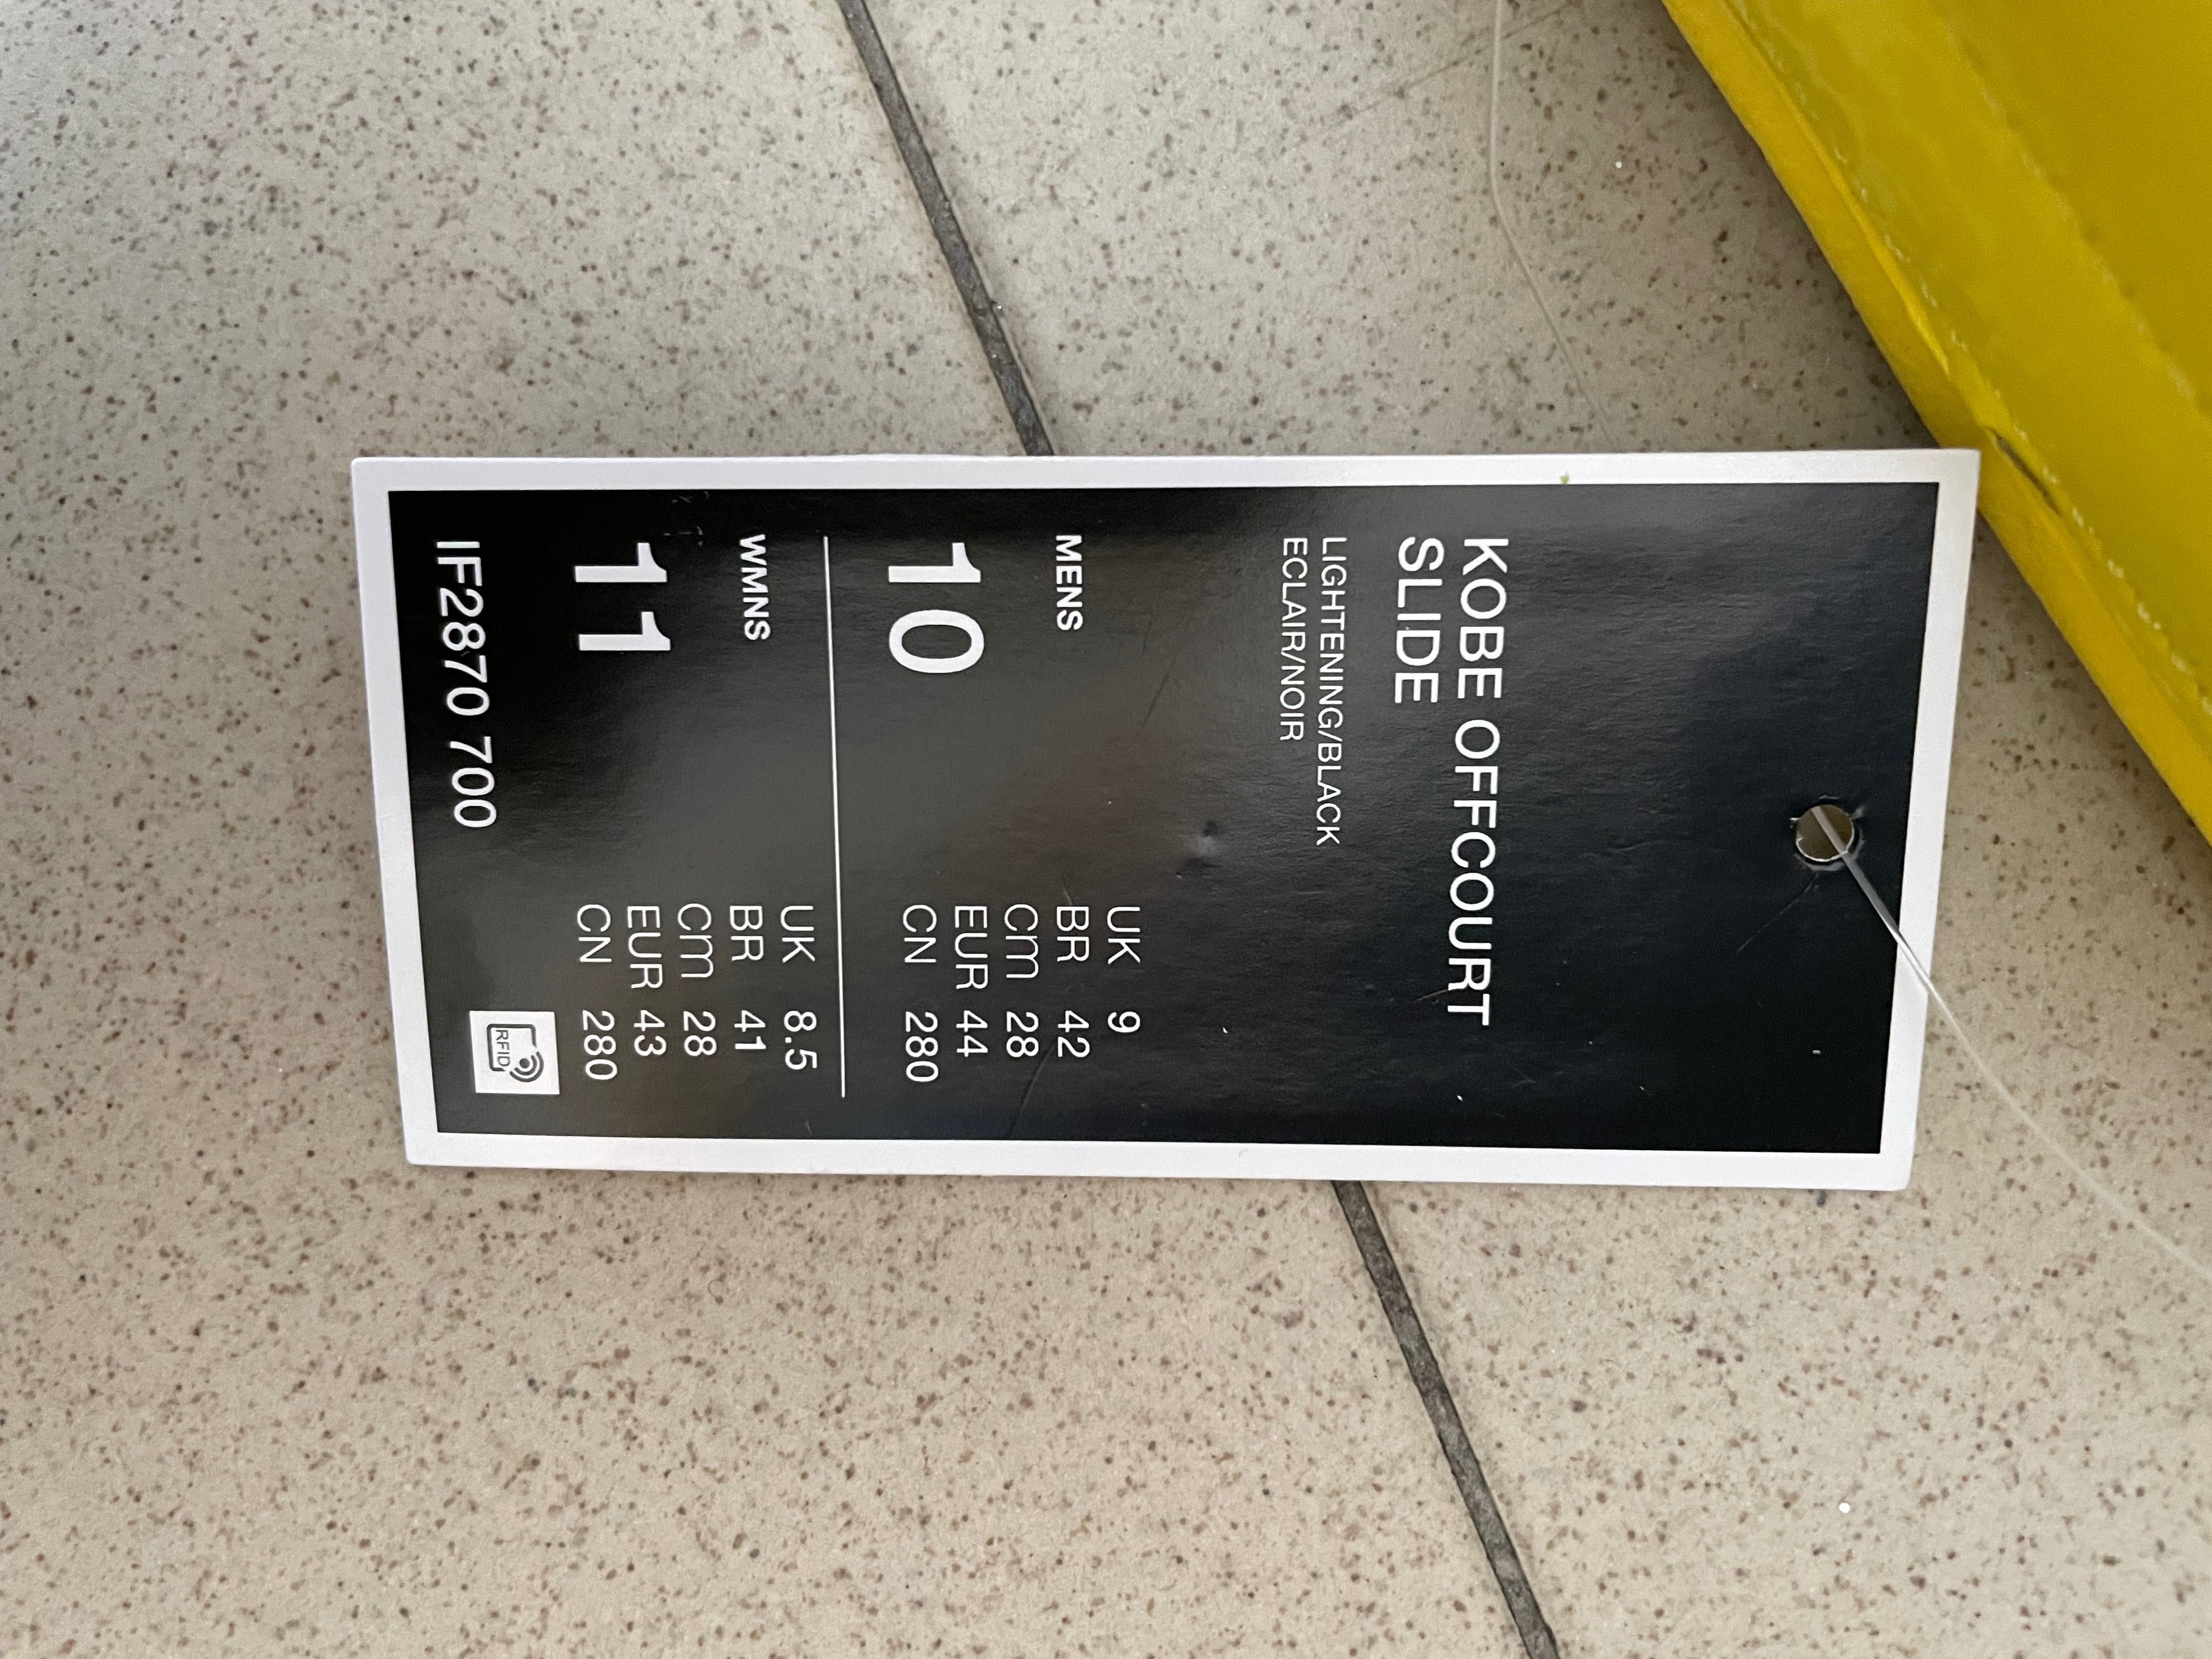 KOBE OFFCOURT
SLIDE
LIGHTENING/BLACK
ECLAIR/NOIR
MENS
10
UK 9
BR 42
cm 28
EUR 44
CN 280
WMNS
11
UK 8.5
BR 41
cm 28
EUR 43
CN 280
IF2870 700
RFID